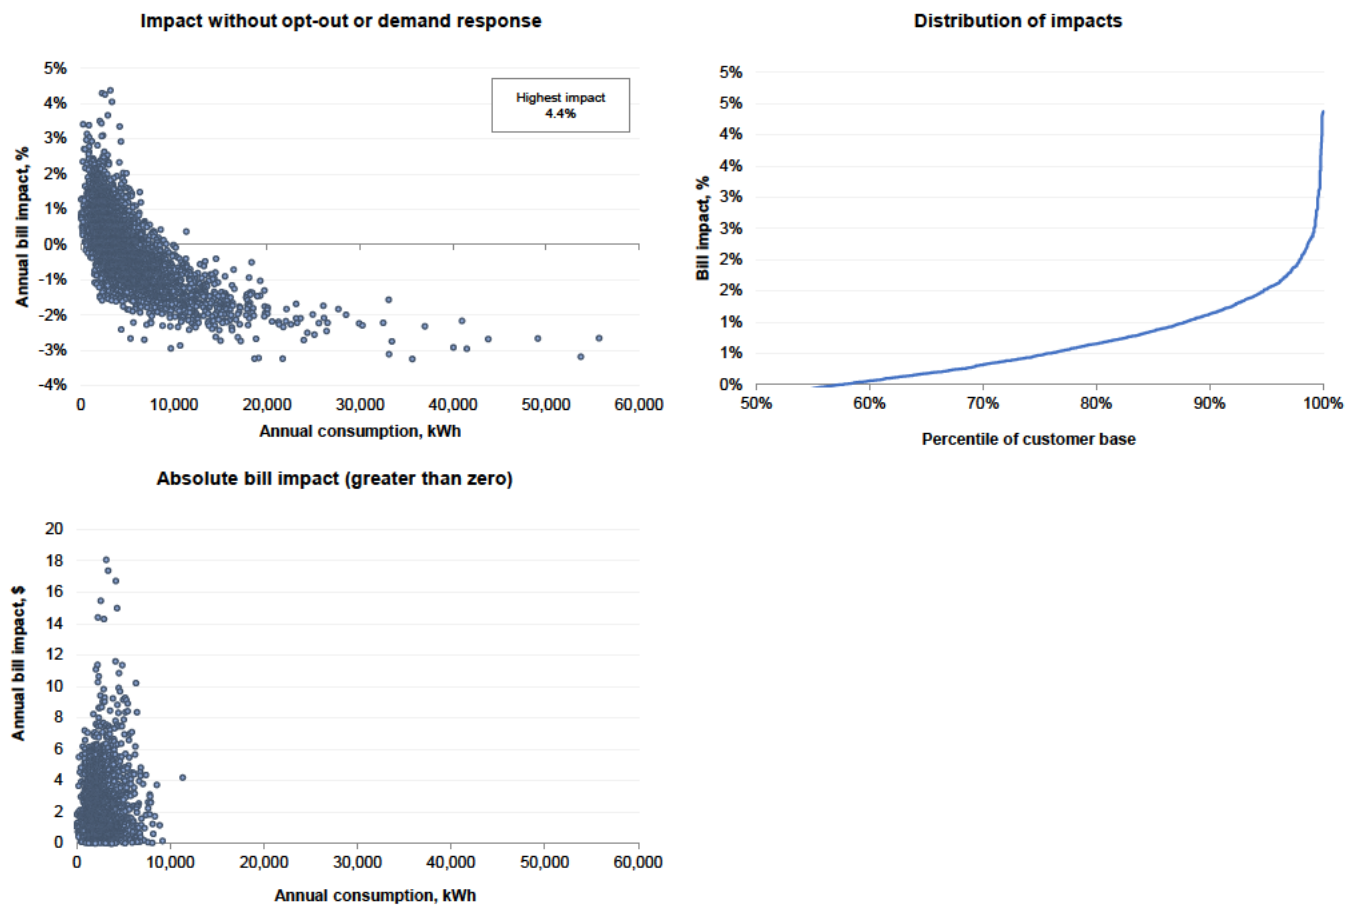 Impact without opt-out or demand response
Annual bill impact, %
5%
4%
3%
2%
1%
0%
-1%
-2%
-3%
-4%
Highest impact
4.4%
0 10,000 20,000 30,000 40,000 50,000 60,000
Annual consumption, kWh
Distribution of impacts
Bill impact, %
5%
5%
4%
4%
3%
3%
2%
2%
1%
1%
0%
50% 60% 70% 80% 90% 100%
Percentile of customer base
Absolute bill impact (greater than zero)
Annual bill impact, $
20
18
16
14
12
10
8
6
4
2
0
0 10,000 20,000 30,000 40,000 50,000 60,000
Annual consumption, kWh